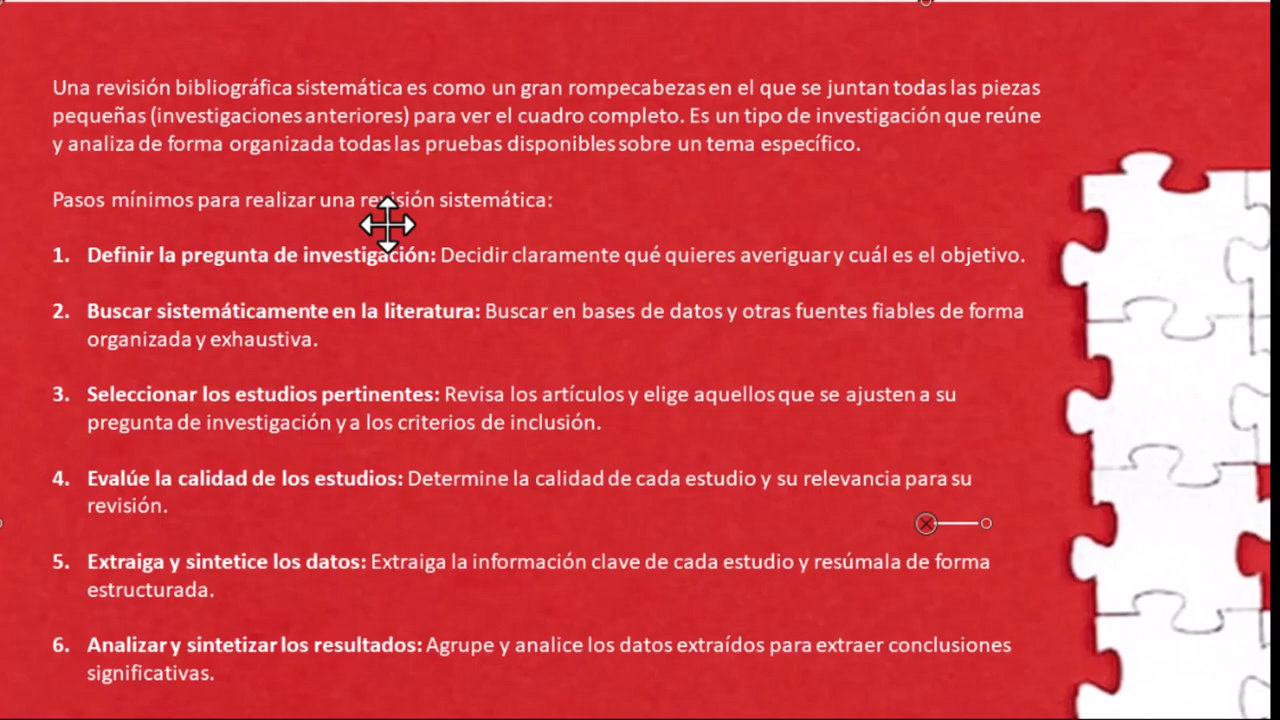 Una revisión bibliográfica sistemática es como un gran rompecabezas en el que se juntan todas las piezas
pequeñas (investigaciones anteriores) para ver el cuadro completo. Es un tipo de investigación que reúne
y analiza de forma organizada todas las pruebas disponibles sobre un tema específico.
Pasos mínimos para realizar una revisión sistemática:
1. Definir la pregunta de investigación: Decidir claramente qué quieres averiguar y cuál es el objetivo.
2. Buscar sistemáticamente en la literatura: Buscar en bases de datos y otras fuentes fiables de forma
organizada y exhaustiva.
3. Seleccionar los estudios pertinentes: Revisa los artículos y elige aquellos que se ajusten a su
pregunta de investigación y a los criterios de inclusión.
4. Evalúe la calidad de los estudios: Determine la calidad de cada estudio y su relevancia para su
revisión.
5. Extraiga y sintetice los datos: Extraiga la información clave de cada estudio y resúmala de forma
estructurada.
6. Analizar y sintetizar los resultados: Agrupe y analice los datos extraídos para extraer conclusiones
significativas.